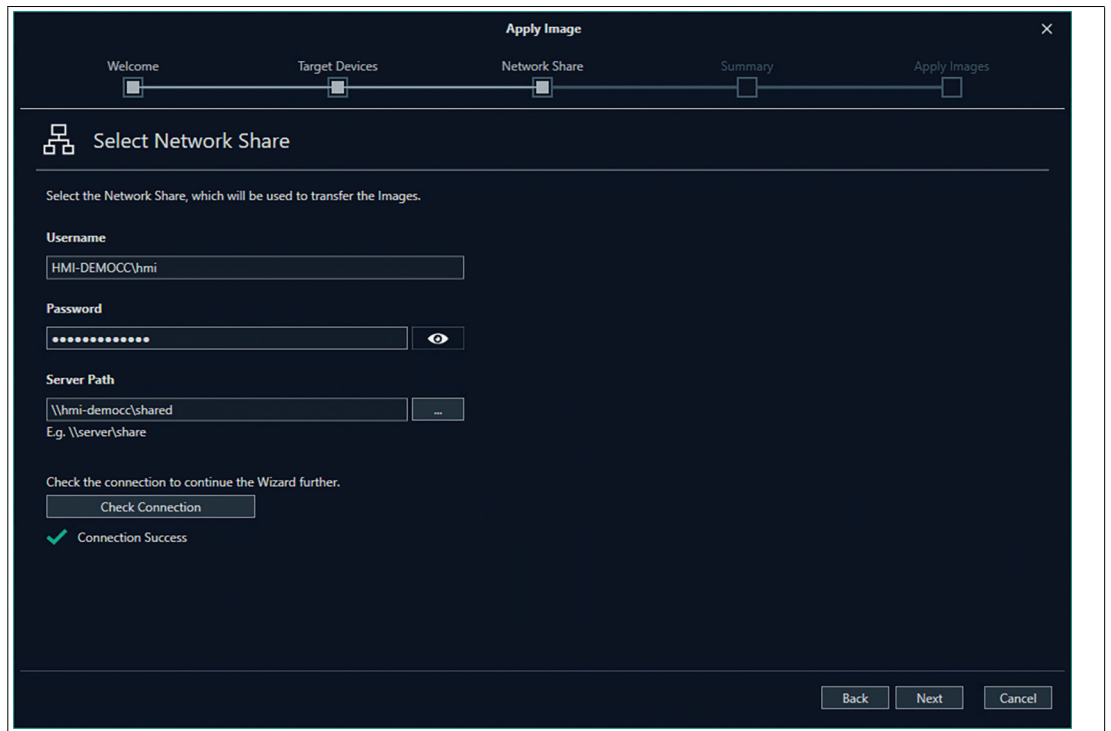 Apply Image
Welcome Target Devices Network Share Summary Apply Images
Select Network Share
Select the Network Share, which will be used to transfer the Images.
Username
HMI-DEMOCC\hmi
Password
•••••••••••••
Server Path
\\hmi-democc\shared ...
E.g. \\server\share
Check the connection to continue the Wizard further.
Check Connection
Connection Success
Back Next Cancel